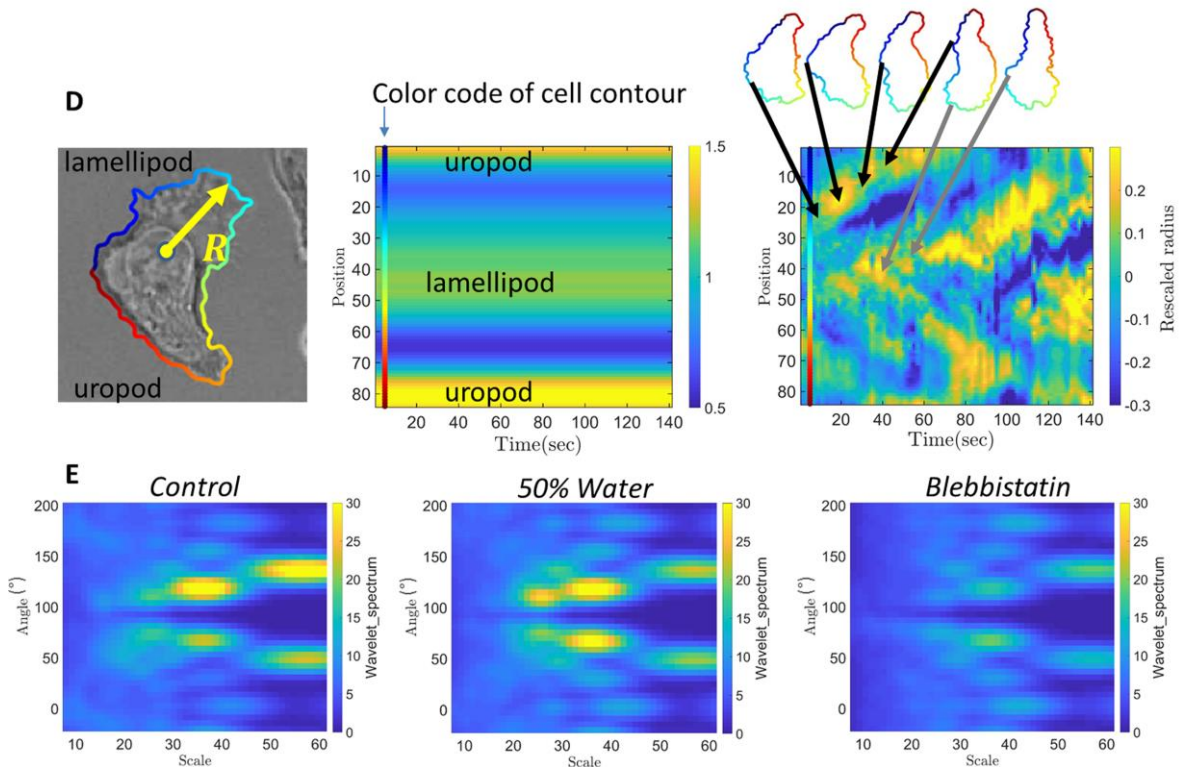 D
Color code of cell contour
lamellipod
R
uropod
uropod
lamellipod
uropod
Position
10
20
30
40
50
60
70
80
20 40 60 80 100 120 140
Time(sec)
1.5
1
0.5
Position
10
20
30
40
50
60
70
80
20 40 60 80 100 120 140
Time(sec)
0.2
0.1
0
-0.1
-0.2
-0.3
Rescaled radius
E
Control
Angle (°)
200
150
100
50
0
10 20 30 40 50 60
Scale
30
25
20
15
10
5
0
Wavelet_spectrum
50% Water
Angle (°)
200
150
100
50
0
10 20 30 40 50 60
Scale
30
25
20
15
10
5
0
Wavelet_spectrum
Blebbistatin
Angle (°)
200
150
100
50
0
10 20 30 40 50 60
Scale
30
25
20
15
10
5
0
Wavelet_spectrum